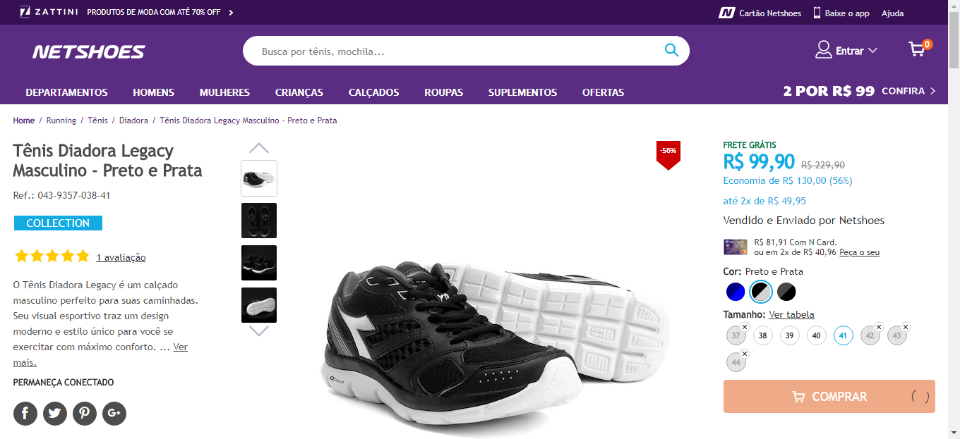 ZATTINI PRODUTOS DE MODA COM ATÉ 70% OFF
Cartão Netshoes Baixe o app Ajuda
NETSHOES
Busca por tênis, mochila...
Entrar
0
DEPARTAMENTOS HOMENS MULHERES CRIANÇAS CALÇADOS ROUPAS SUPLEMENTOS OFERTAS
2 POR R$ 99 CONFIRA
Home / Running / Tênis / Diadora / Tênis Diadora Legacy Masculino - Preto e Prata
Tênis Diadora Legacy
Masculino - Preto e Prata
Ref.: 043-9357-038-41
COLLECTION
1 avaliação
O Tênis Diadora Legacy é um calçado
masculino perfeito para suas caminhadas.
Seu visual esportivo traz um design
moderno e estilo único para você se
exercitar com máximo conforto. ... Ver
mais.
PERMANEÇA CONECTADO
-56%
FRETE GRÁTIS
R$ 99,90 R$ 229,90
Economia de R$ 130,00 (56%)
até 2x de R$ 49,95
Vendido e Enviado por Netshoes
R$ 81,91 Com N Card.
ou em 2x de R$ 40,96 Peça o seu
Cor: Preto e Prata
Tamanho: Ver tabela
37 38 39 40 41 42 43
44
COMPRAR